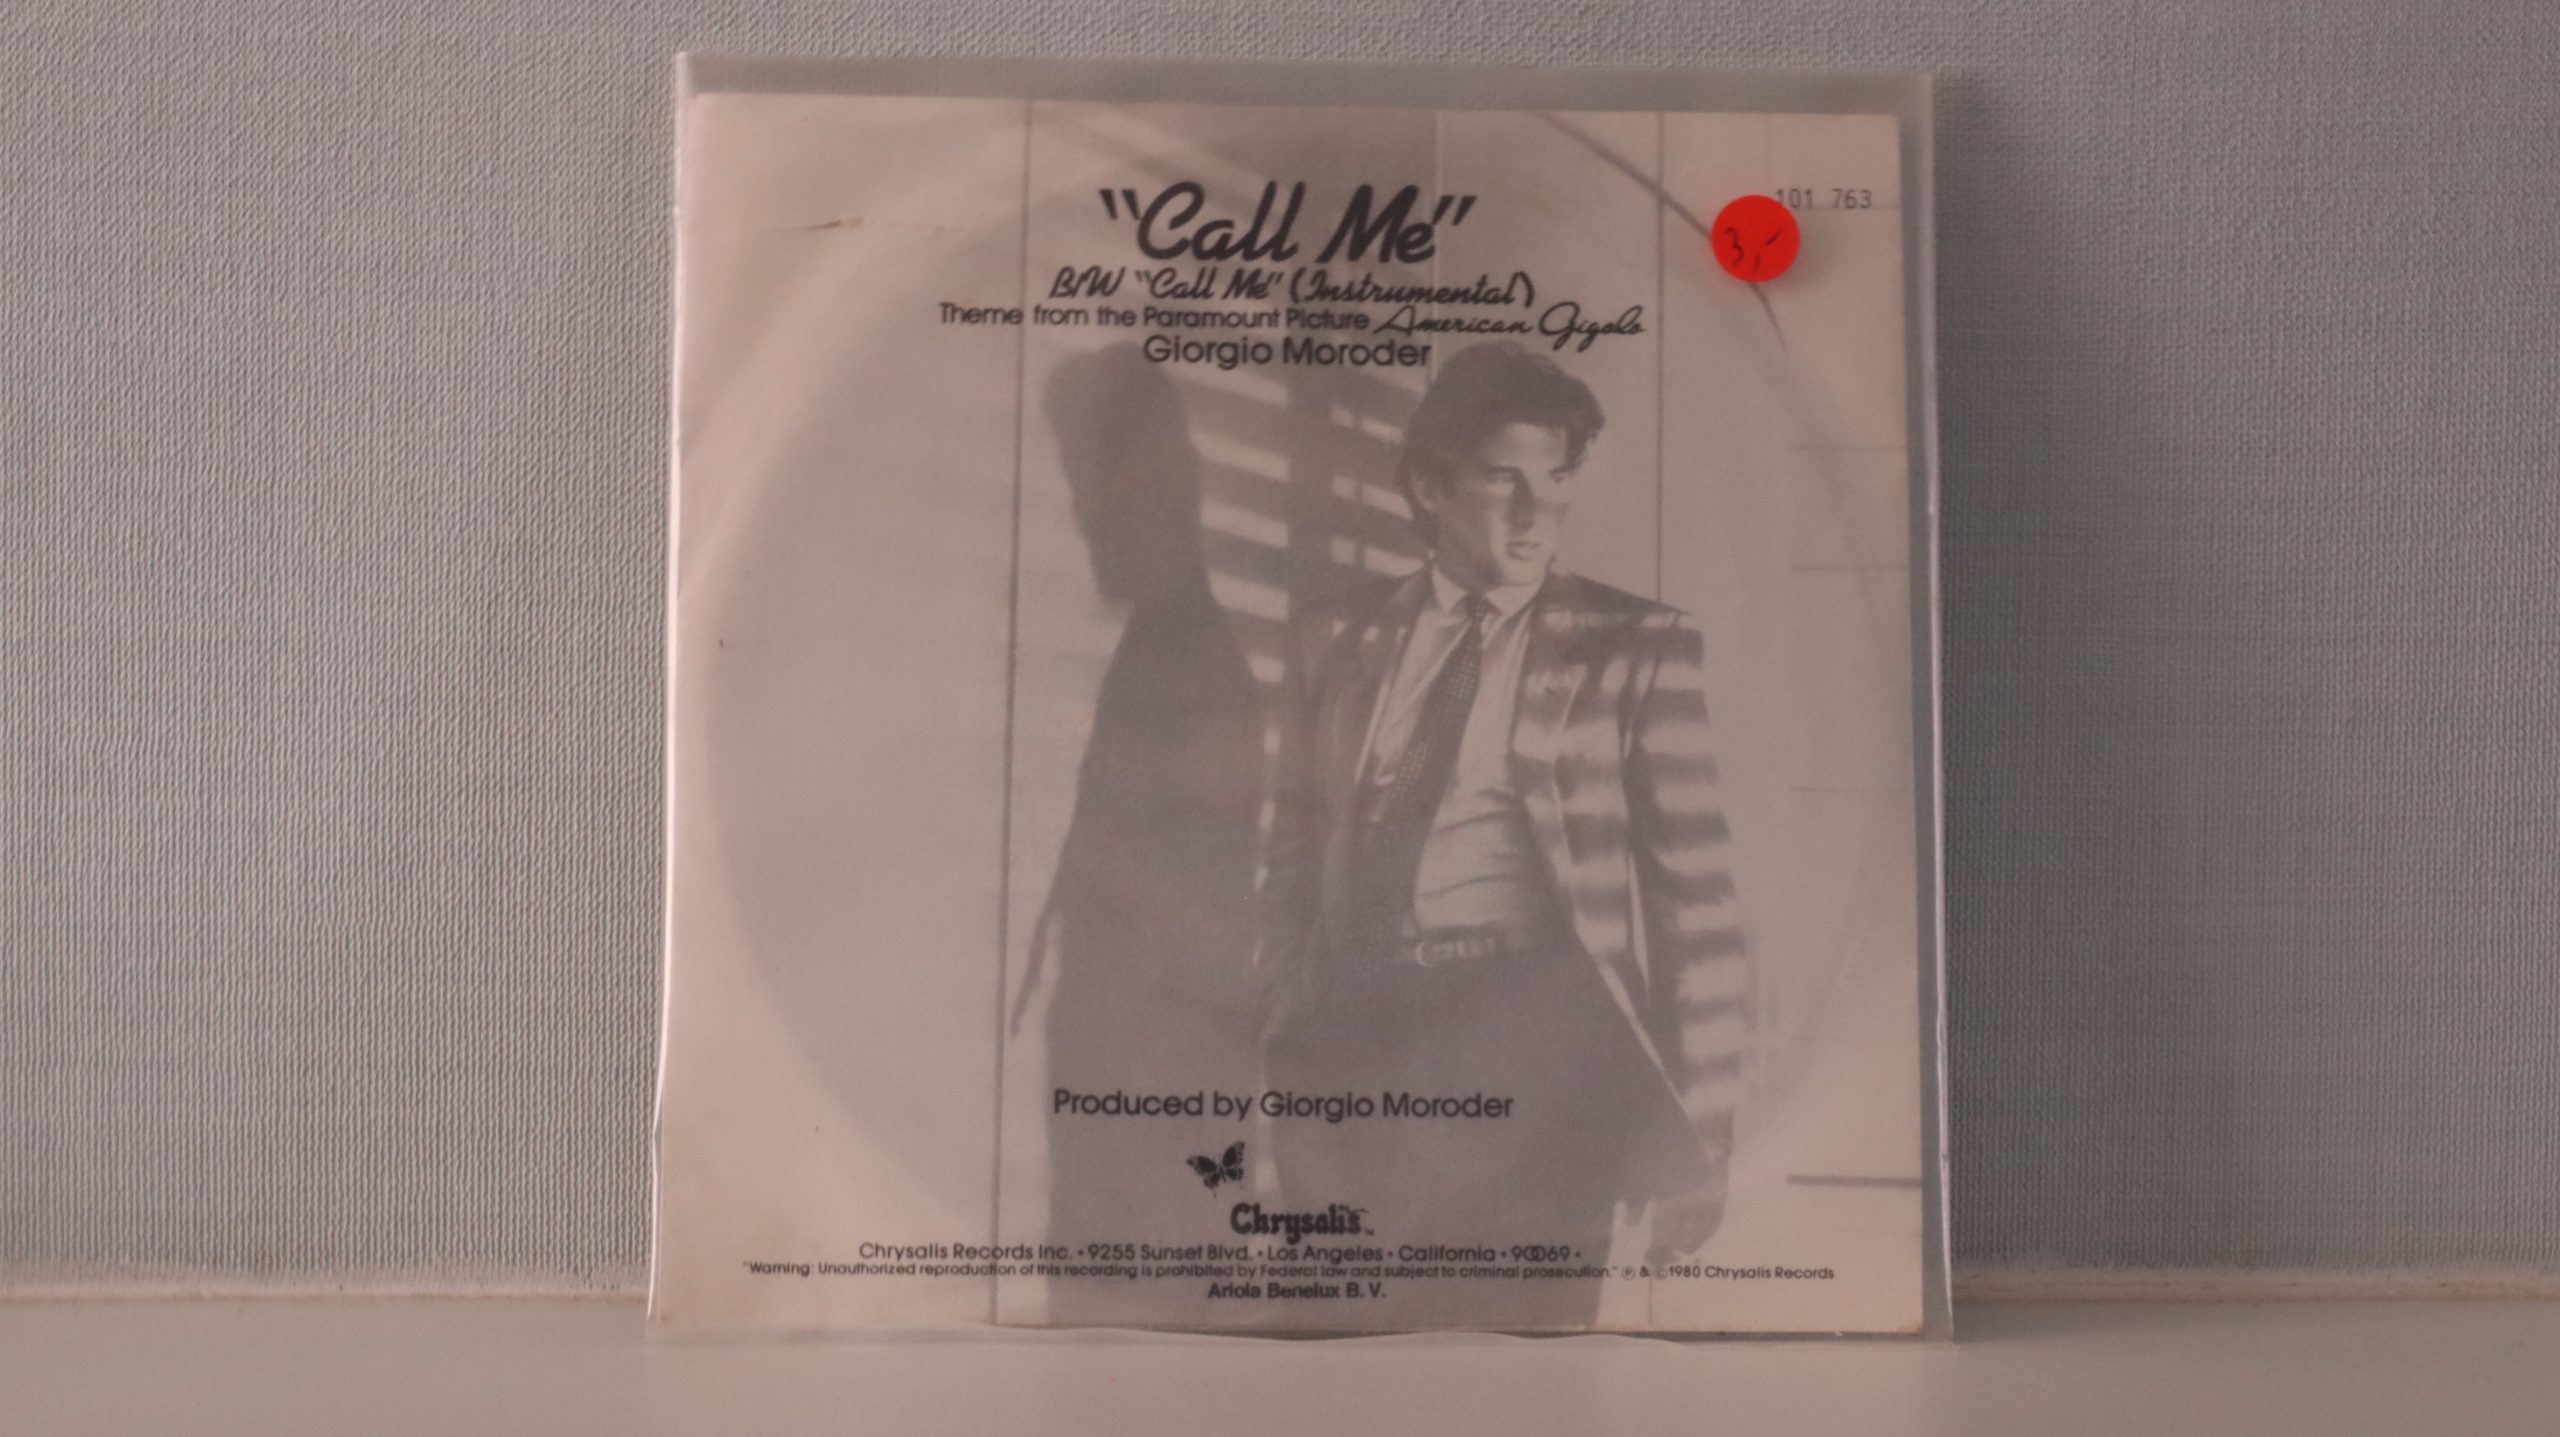 "Call Me"
101 763
3,-
B/W "Call Me" (Instrumental)
Theme from the Paramount Picture American Gigolo
Giorgio Moroder
Produced by Giorgio Moroder
Chrysalis™
Chrysalis Records Inc. • 9255 Sunset Blvd. • Los Angeles • California • 90069 •
"Warning: Unauthorized reproduction of this recording is prohibited by Federal law and subject to criminal prosecution." ℗ & ©1980 Chrysalis Records
Ariola Benelux B. V.